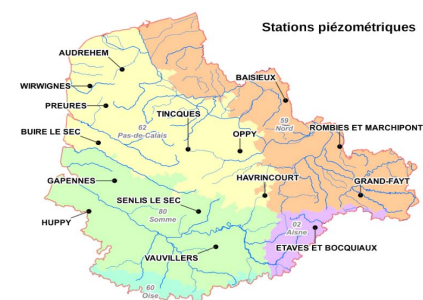 Stations piézométriques
AUDREHEM
BAISIEUX
WIRWIGNES
PREURES
TINCQUES
59
Nord
62
Pas-de-Calais
ROMBIES ET MARCHIPONT
BUIRE LE SEC
OPPY
GAPENNES
HAVRINCOURT
GRAND-FAYT
SENLIS LE SEC
80
Somme
HUPPY
02
Aisne
ETAVES ET BOCQUIAUX
VAUVILLERS
60
Oise